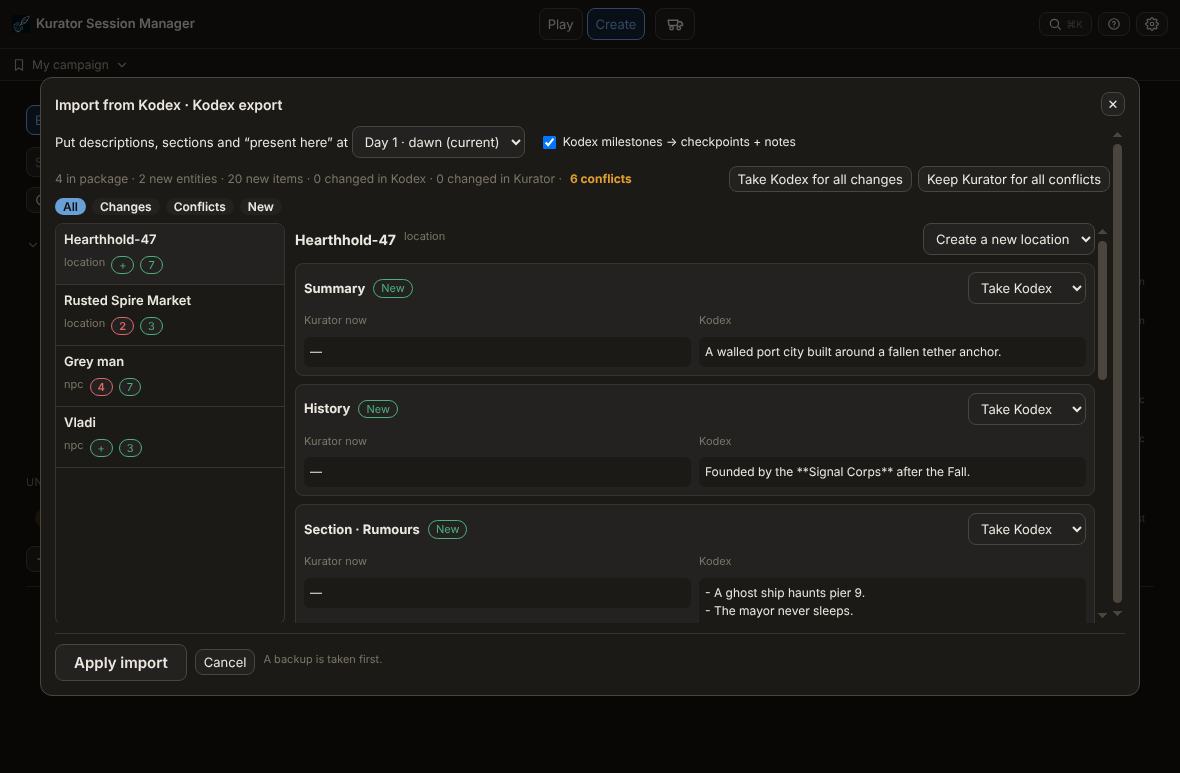 Kurator Session Manager
Play
Create
⌘K
My campaign
Import from Kodex · Kodex export
×
Put descriptions, sections and “present here” at
Day 1 · dawn (current)
Kodex milestones → checkpoints + notes
4 in package · 2 new entities · 20 new items · 0 changed in Kodex · 0 changed in Kurator · 6 conflicts
Take Kodex for all changes
Keep Kurator for all conflicts
All
Changes
Conflicts
New
Hearthhold-47
location
+
7
Rusted Spire Market
location
2
3
Grey man
npc
4
7
Vladi
npc
+
3
Hearthhold-47
location
Create a new location
Summary
New
Take Kodex
Kurator now
Kodex
—
A walled port city built around a fallen tether anchor.
History
New
Take Kodex
Kurator now
Kodex
—
Founded by the **Signal Corps** after the Fall.
Section · Rumours
New
Take Kodex
Kurator now
Kodex
—
- A ghost ship haunts pier 9.
- The mayor never sleeps.
Apply import
Cancel
A backup is taken first.